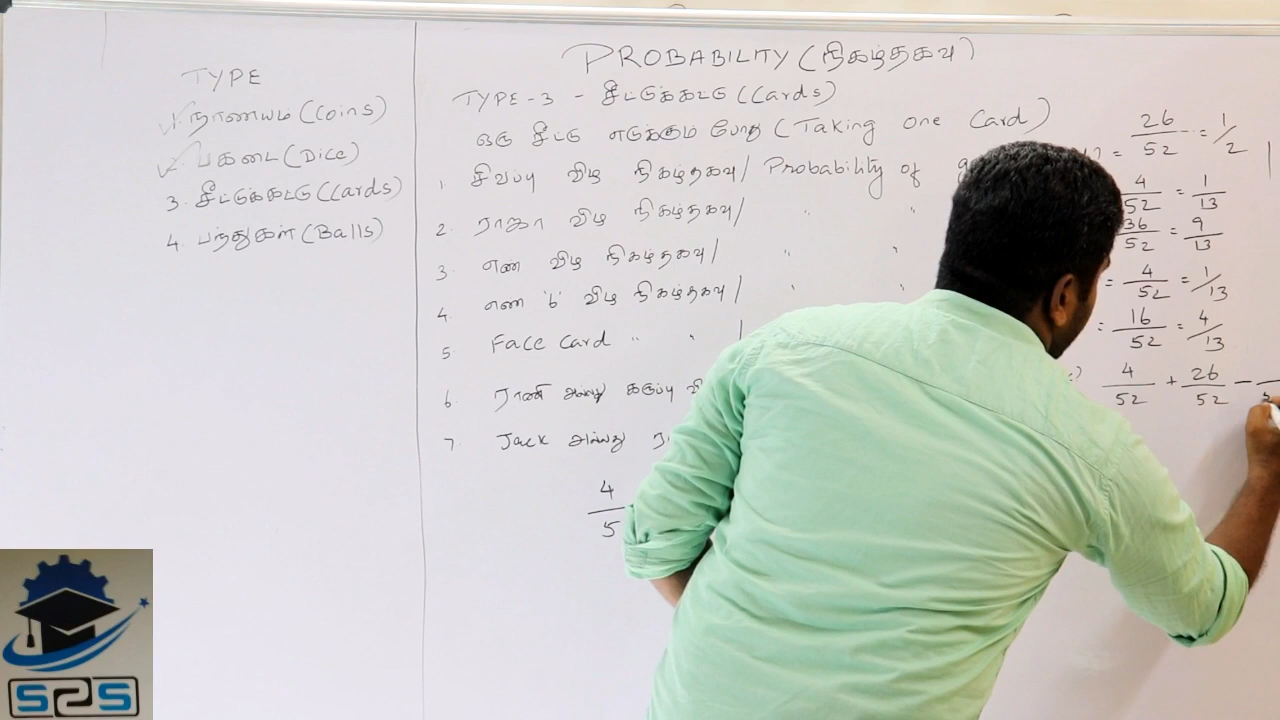 PROBABILITY (நிகழ்தகவு)
TYPE
1. நாணயம் (Coins)
2. பகடை (Dice)
3. சீட்டுக்கட்டு (Cards)
4. பந்துகள் (Balls)
TYPE-3 - சீட்டுக்கட்டு (Cards)
ஒரு சீட்டு எடுக்கும் போது (Taking one Card)
1. சிவப்பு விழ நிகழ்தகவு / Probability of = 26/52 = 1/2
2. ராஜா விழ நிகழ்தகவு / " " 4/52 = 1/13
3. எண் விழ நிகழ்தகவு / " " 36/52 = 9/13
4. எண் '6' விழ நிகழ்தகவு / " " = 4/52 = 1/13
5. Face Card " " / = 16/52 = 4/13
6. ராணி அல்லது கருப்பு வி 4/52 + 26/52 -
7. Jack அல்லது
4
5
S2S